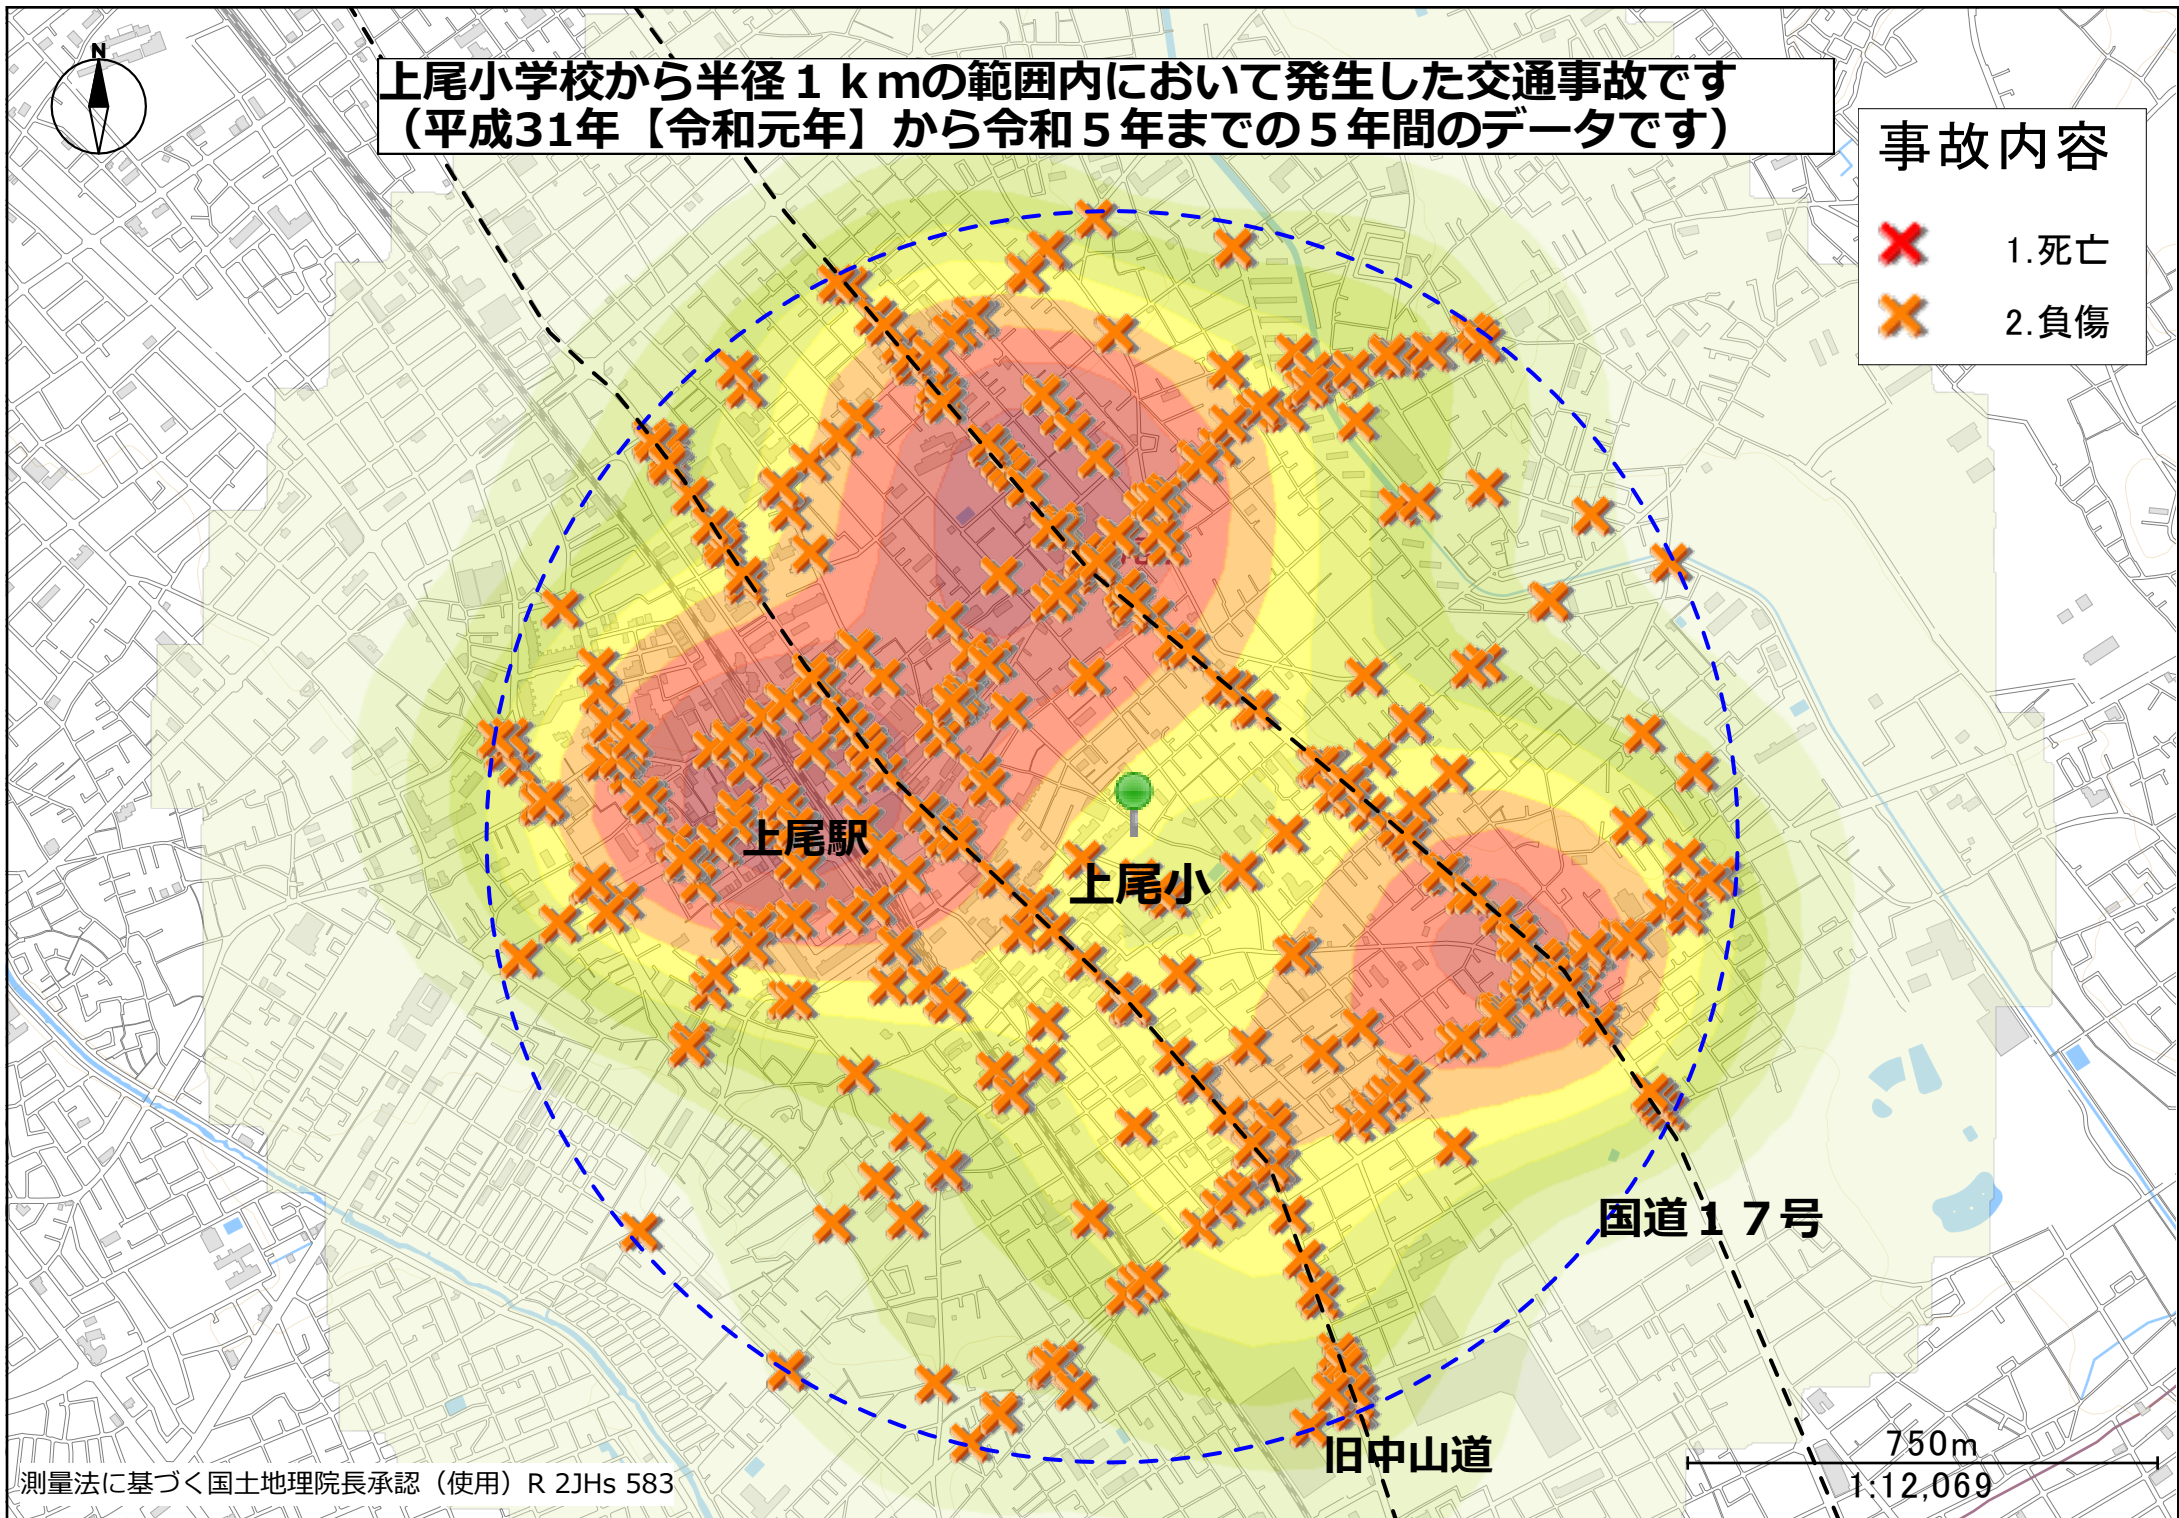 N
上尾小学校から半径１ｋｍの範囲内において発生した交通事故です
（平成31年【令和元年】から令和５年までの５年間のデータです）
事故内容
1.死亡
2.負傷
上尾駅
上尾小
国道１７号
旧中山道
750m
1:12,069
測量法に基づく国土地理院長承認（使用）R 2JHs 583